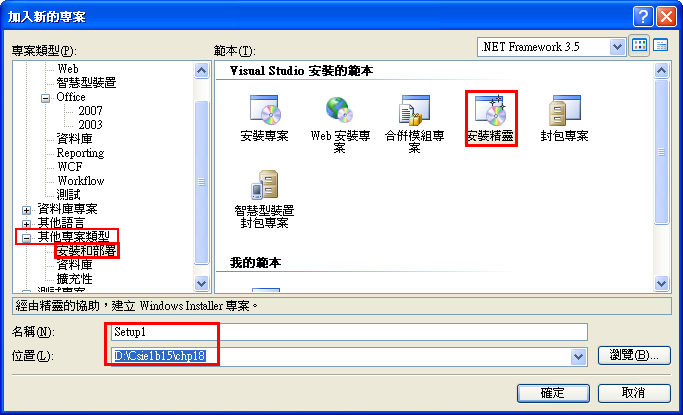 加入新的專案
專案類型(P):
範本(T):
.NET Framework 3.5
Web
智慧型裝置
Office
2007
2003
資料庫
Reporting
WCF
Workflow
測試
資料庫專案
其他語言
其他專案類型
安裝和部署
資料庫
擴充性
測試專案
Visual Studio 安裝的範本
安裝專案
Web 安裝專
案
合併模組專
案
安裝精靈
封包專案
智慧型裝置
封包專案
我的範本
經由精靈的協助，建立 Windows Installer 專案。
名稱(N):
Setup1
位置(L):
D:\Csie1b15\chp18
瀏覽(B)...
確定
取消